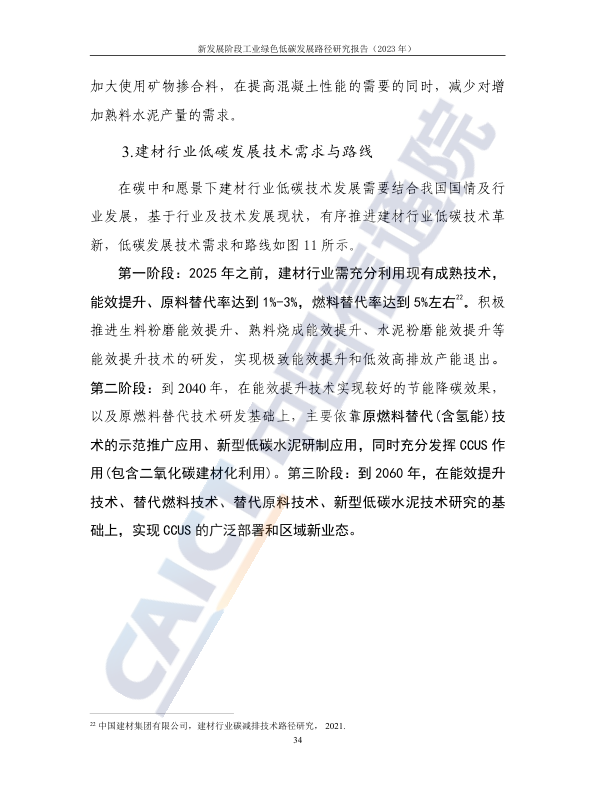 新发展阶段工业绿色低碳发展路径研究报告（2023 年）
加大使用矿物掺合料，在提高混凝土性能的需要的同时，减少对增
加熟料水泥产量的需求。
3.建材行业低碳发展技术需求与路线
在碳中和愿景下建材行业低碳技术发展需要结合我国国情及行
业发展，基于行业及技术发展现状，有序推进建材行业低碳技术革
新，低碳发展技术需求和路线如图 11 所示。
第一阶段：2025 年之前，建材行业需充分利用现有成熟技术，
能效提升、原料替代率达到 1%-3%，燃料替代率达到 5%左右22。积极
推进生料粉磨能效提升、熟料烧成能效提升、水泥粉磨能效提升等
能效提升技术的研发，实现极致能效提升和低效高排放产能退出。
第二阶段：到 2040 年，在能效提升技术实现较好的节能降碳效果，
以及原燃料替代技术研发基础上，主要依靠原燃料替代(含氢能)技
术的示范推广应用、新型低碳水泥研制应用，同时充分发挥 CCUS 作
用(包含二氧化碳建材化利用)。第三阶段：到 2060 年，在能效提升
技术、替代燃料技术、替代原料技术、新型低碳水泥技术研究的基
础上，实现 CCUS 的广泛部署和区域新业态。
CAICT 中国信通院
22 中国建材集团有限公司，建材行业碳减排技术路径研究， 2021.
34